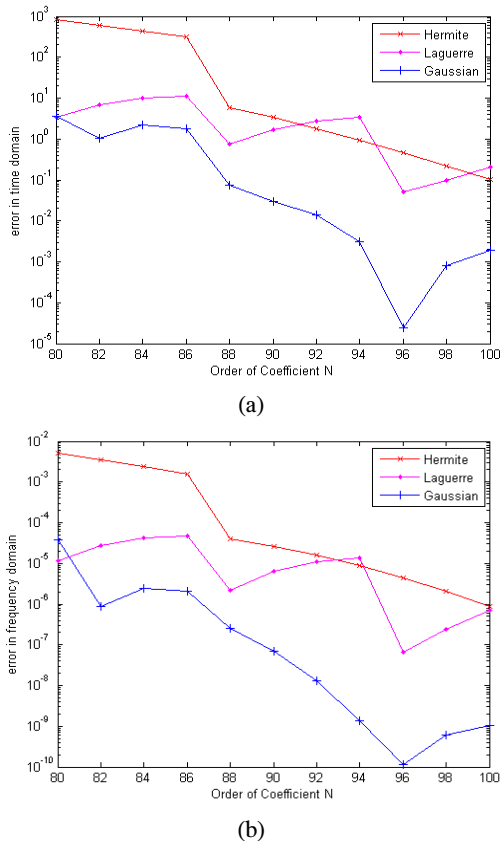 10^3
10^2
10^1
10^0
10^-1
10^-2
10^-3
10^-4
10^-5
error in time domain
Hermite
Laguerre
Gaussian
80 82 84 86 88 90 92 94 96 98 100
Order of Coefficient N
(a)
10^-2
10^-3
10^-4
10^-5
10^-6
10^-7
10^-8
10^-9
10^-10
error in frequency domain
Hermite
Laguerre
Gaussian
80 82 84 86 88 90 92 94 96 98 100
Order of Coefficient N
(b)